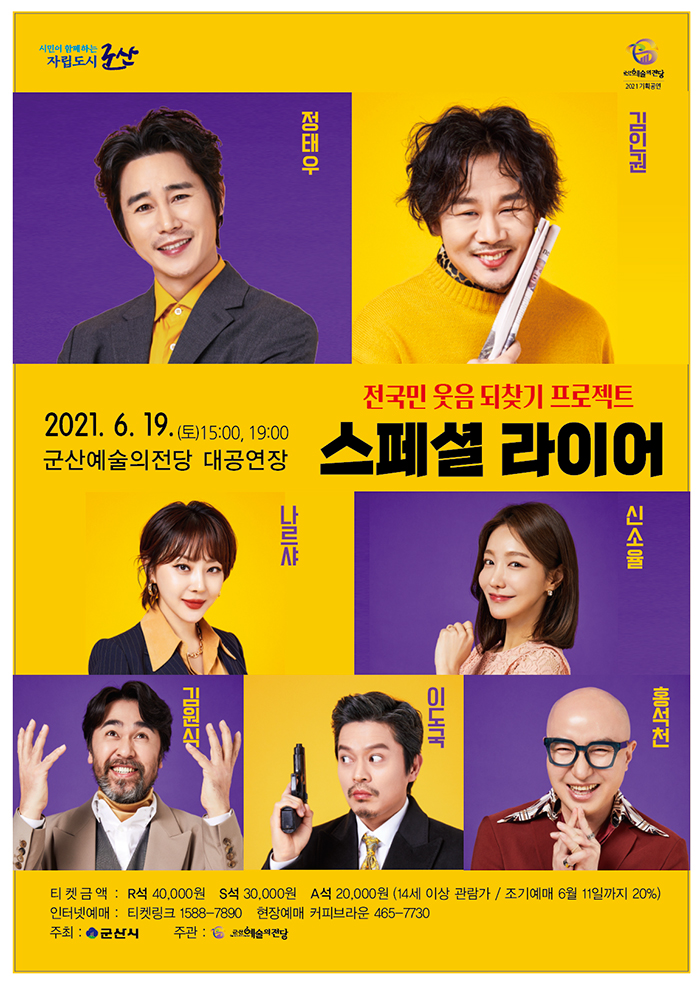 시민이 함께하는
자립도시 군산
군산예술의전당
2021 기획공연
정태우
김인권
전국민 웃음 되찾기 프로젝트
스페셜 라이어
2021. 6. 19. (토)15:00, 19:00
군산예술의전당 대공연장
나르샤
신소율
김원식
이도국
홍석천
티켓금액 : R석 40,000원 S석 30,000원 A석 20,000원 (14세 이상 관람가 / 조기예매 6월 11일까지 20%)
인터넷예매 : 티켓링크 1588-7890 현장예매 커피브라운 465-7730
주최 : 군산시 주관 : 군산예술의전당